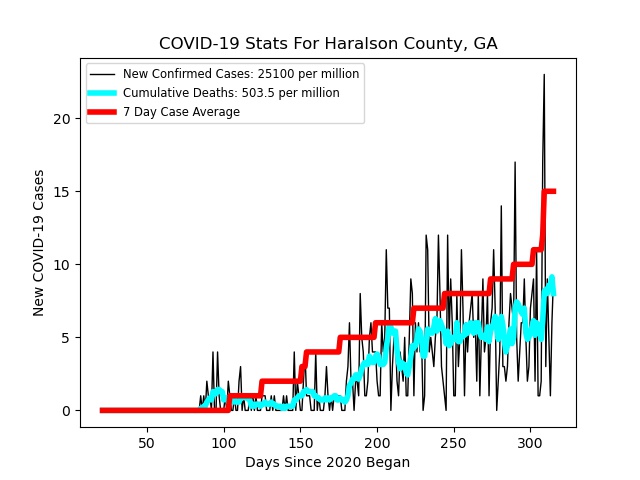 COVID-19 Stats For Haralson County, GA
New Confirmed Cases: 25100 per million
Cumulative Deaths: 503.5 per million
7 Day Case Average
New COVID-19 Cases
20
15
10
5
0
50 100 150 200 250 300
Days Since 2020 Began